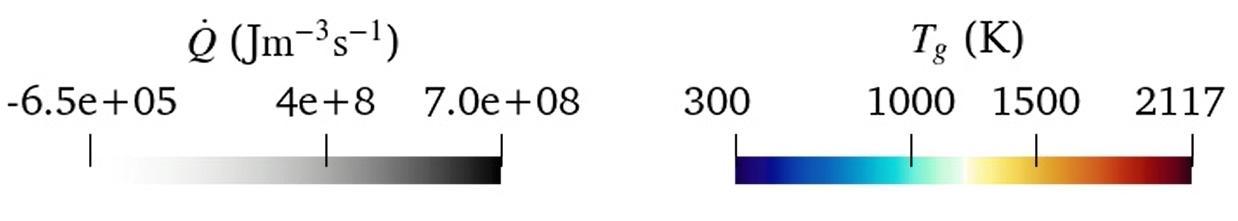 Q̇ (Jm⁻³s⁻¹) T_g (K)
-6.5e+05 4e+8 7.0e+08 300 1000 1500 2117